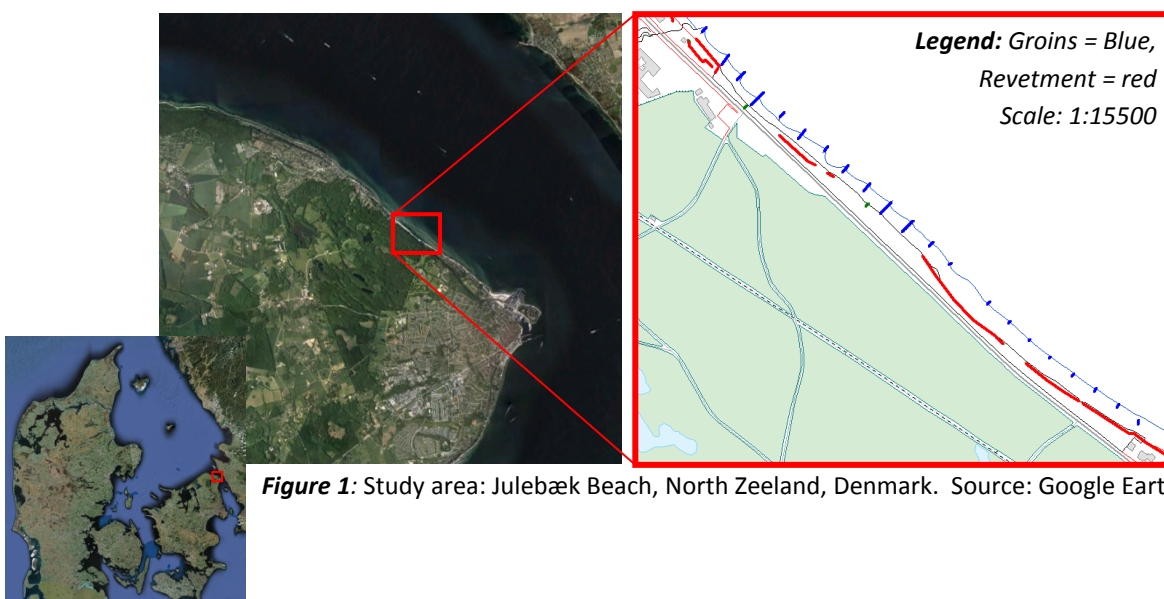 Legend: Groins = Blue,
Revetment = red
Scale: 1:15500
Figure 1: Study area: Julebæk Beach, North Zeeland, Denmark.  Source: Google Eart